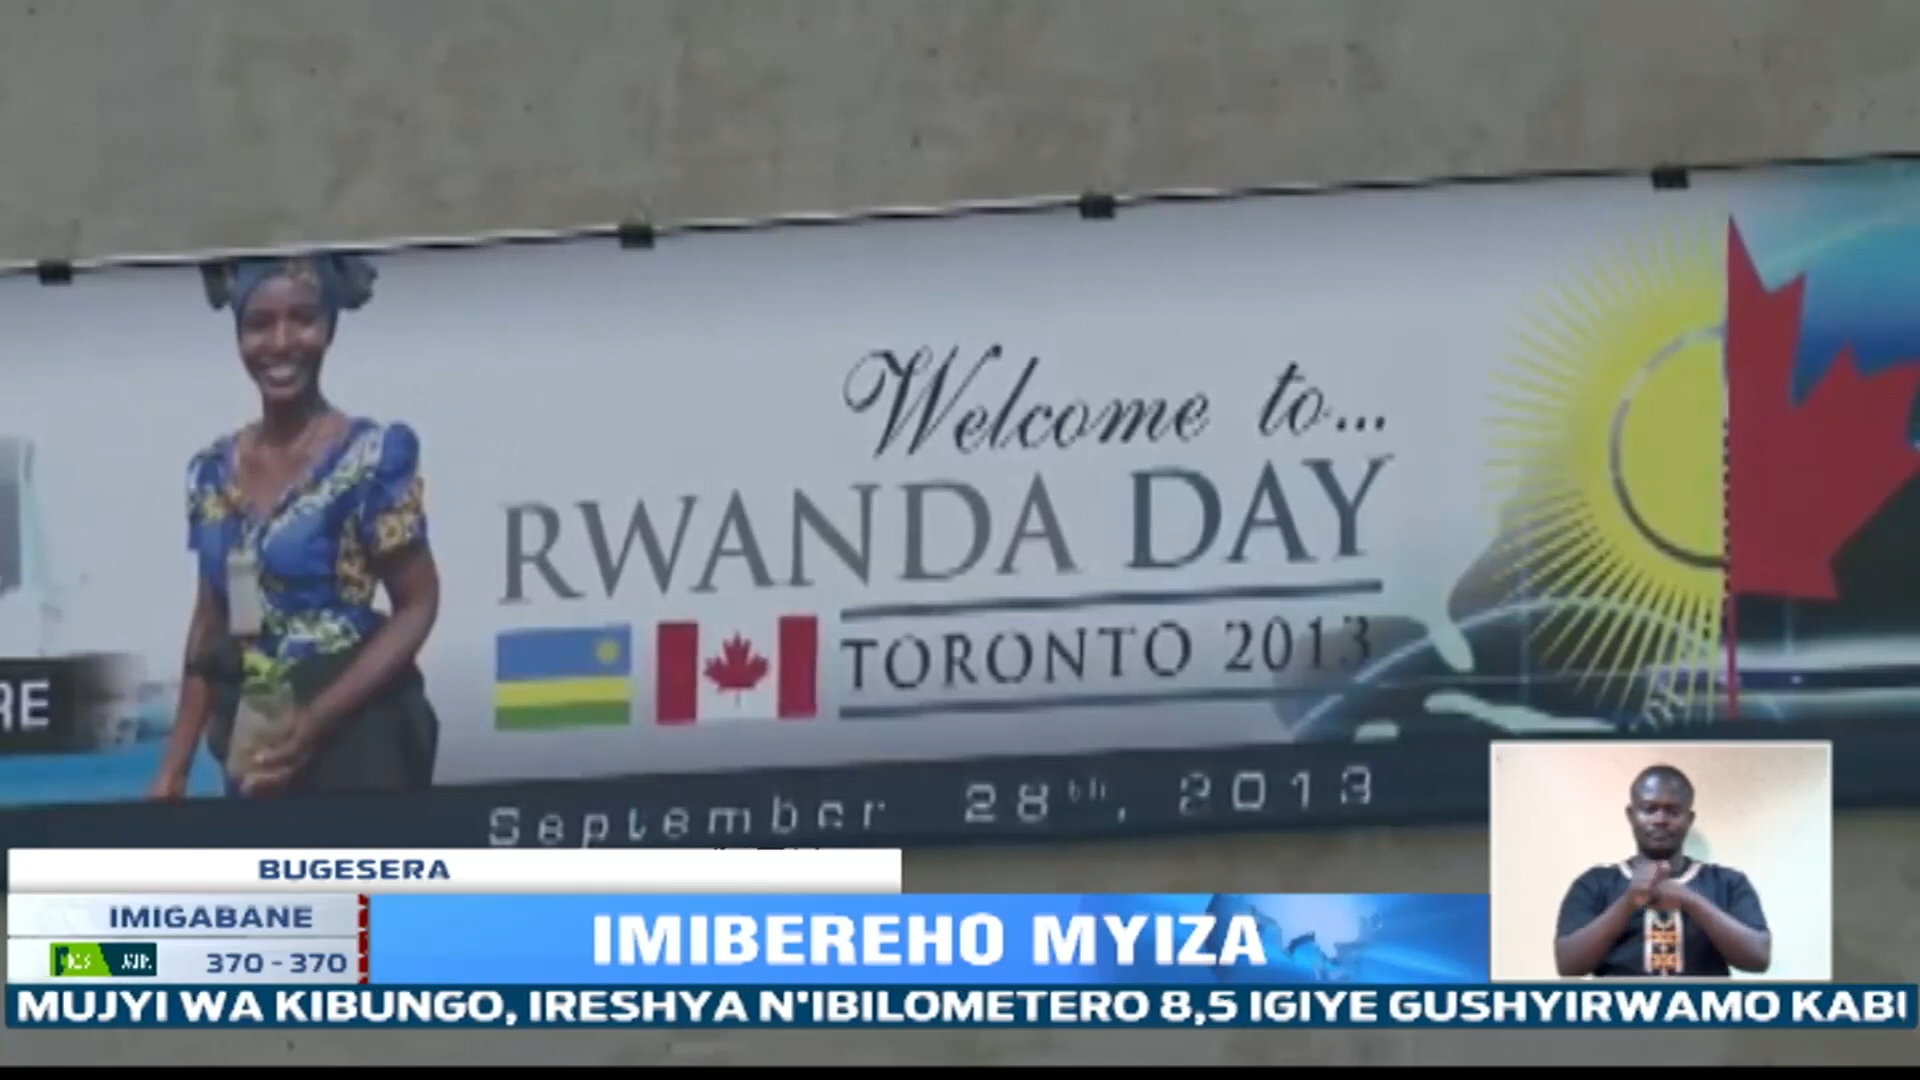 Welcome to...
RWANDA DAY
TORONTO 2013
RE
September 28th, 2013
BUGESERA
IMIGABANE
370 - 370
IMIBEREHO MYIZA
MUJYI WA KIBUNGO, IRESHYA N'IBILOMETERO 8,5 IGIYE GUSHYIRWAMO KABU